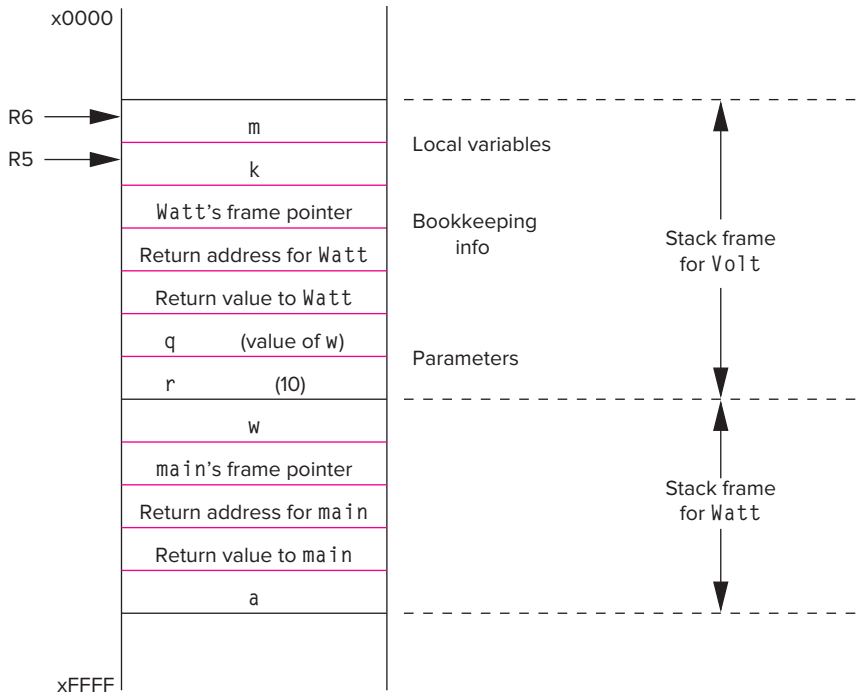 x0000
R6
m
Local variables
R5
k
Watt's frame pointer
Bookkeeping
info
Return address for Watt
Stack frame
for Volt
Return value to Watt
q (value of w)
Parameters
r (10)
w
main's frame pointer
Stack frame
for Watt
Return address for main
Return value to main
a
xFFFF